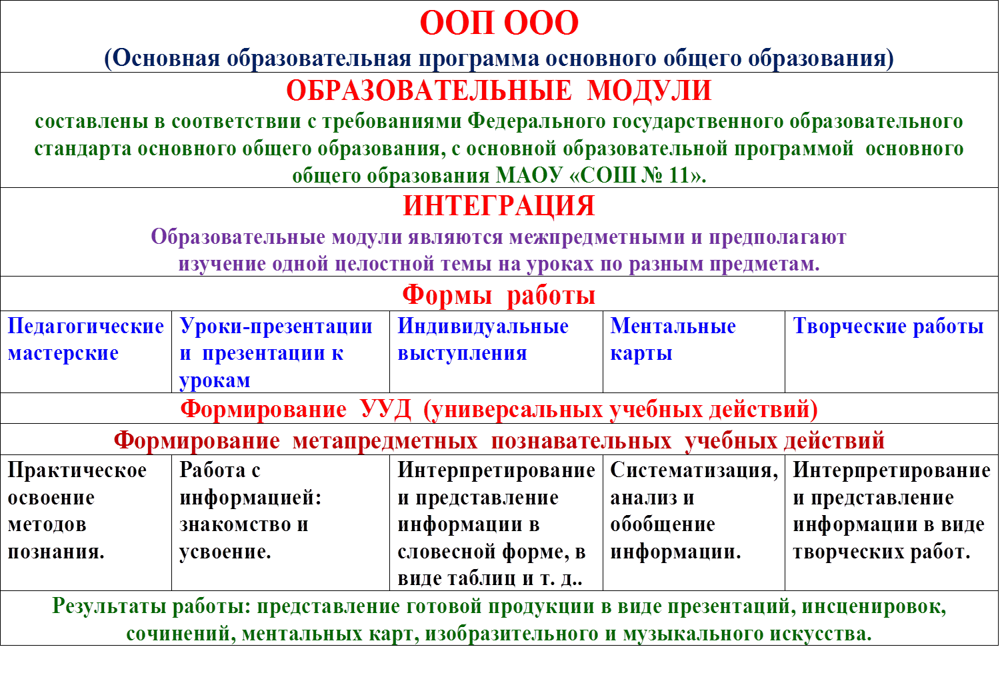 ООП ООО
(Основная образовательная программа основного общего образования)
ОБРАЗОВАТЕЛЬНЫЕ МОДУЛИ
составлены в соответствии с требованиями Федерального государственного образовательного
стандарта основного общего образования, с основной образовательной программой основного
общего образования МАОУ «СОШ № 11».
ИНТЕГРАЦИЯ
Образовательные модули являются межпредметными и предполагают
изучение одной целостной темы на уроках по разным предметам.
Формы работы
Педагогические
мастерские
Уроки-презентации
и презентации к
урокам
Индивидуальные
выступления
Ментальные
карты
Творческие работы
Формирование УУД (универсальных учебных действий)
Формирование метапредметных познавательных учебных действий
Практическое
освоение
методов
познания.
Работа с
информацией:
знакомство и
усвоение.
Интерпретирование
и представление
информации в
словесной форме, в
виде таблиц и т. д..
Систематизация,
анализ и
обобщение
информации.
Интерпретирование
и представление
информации в виде
творческих работ.
Результаты работы: представление готовой продукции в виде презентаций, инсценировок,
сочинений, ментальных карт, изобразительного и музыкального искусства.